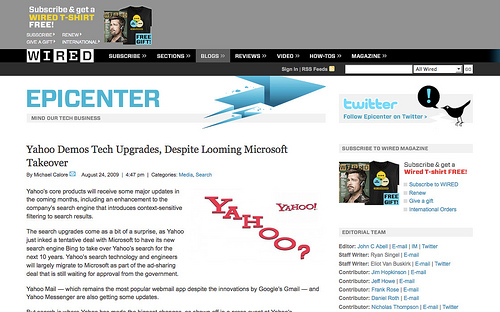 Subscribe & get a
WIRED T-SHIRT
FREE!
SUBSCRIBE
RENEW
GIVE A GIFT
INTERNATIONAL
FREE
GIFT!
WIRED
SUBSCRIBE >>
SECTIONS >>
BLOGS >>
REVIEWS >>
VIDEO >>
HOW-TOS >>
MAGAZINE >>
Sign In | RSS Feeds
All Wired
GO
EPICENTER
MIND OUR TECH BUSINESS
twitter
Follow Epicenter on Twitter >
Yahoo Demos Tech Upgrades, Despite Looming Microsoft
Takeover
By Michael Calore August 24, 2009 | 4:47 pm | Categories: Media, Search
Yahoo's core products will receive some major updates in
the coming months, including an enhancement to the
company's search engine that introduces context-sensitive
filtering to search results.
YAHOO!
YAHOO?
The search upgrades come as a bit of a surprise, as Yahoo
just inked a tentative deal with Microsoft to have its new
search engine Bing to take over Yahoo's search for the
next 10 years. Yahoo's search technology and engineers
will largely migrate to Microsoft as part of the ad-sharing
deal that is still waiting for approval from the government.
Yahoo Mail — which remains the most popular webmail app despite the innovations by Google's Gmail — and
Yahoo Messenger are also getting some updates.
SUBSCRIBE TO WIRED MAGAZINE
Subscribe & get a
Wired T-shirt FREE!
Subscribe to WIRED
Renew
Give a gift
International Orders
FREE
GIFT!
EDITORIAL TEAM
Editor: John C Abell | E-mail | IM | Twitter
Staff Writer: Ryan Singel | E-mail
Staff Writer: Eliot Van Buskirk | E-mail | Twitter
Contributor: Jim Hopkinson | E-mail
Contributor: Jeff Howe | E-mail
Contributor: Frank Rose | E-mail
Contributor: Daniel Roth | E-mail
Contributor: Nicholas Thompson | E-mail | Twitter